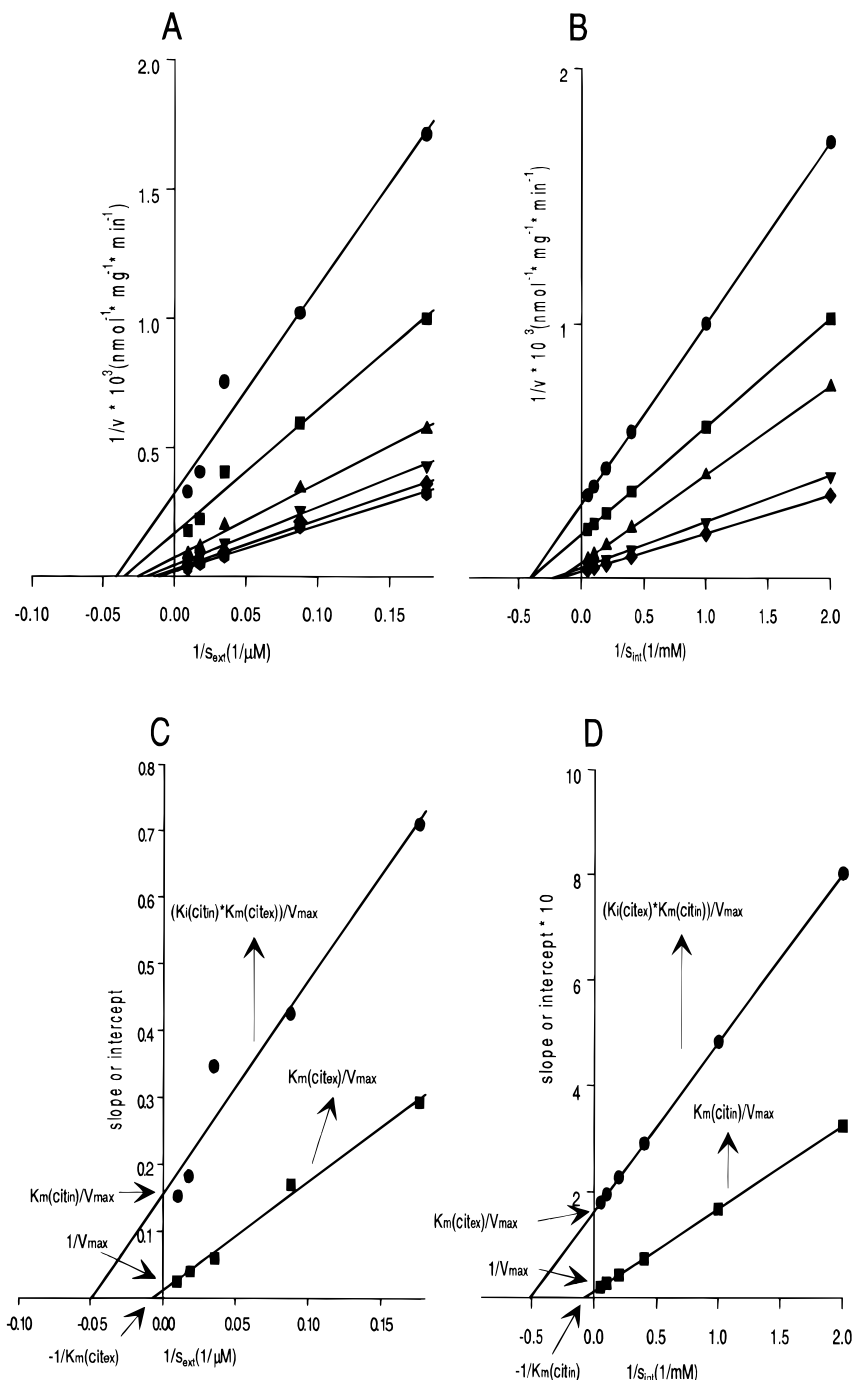 A
2.0
1.5
1.0
0.5
1/v * 10³(nmol⁻¹* mg⁻¹* min⁻¹)
-0.10
-0.05
0.00
0.05
0.10
0.15
1/sext(1/μM)
B
2
1
1/v * 10³(nmol⁻¹* mg⁻¹* min⁻¹)
-0.5
0.0
0.5
1.0
1.5
2.0
1/sint(1/mM)
C
0.8
0.7
0.6
0.5
0.4
0.3
0.2
0.1
slope or intercept
(Ki(citin)*Km(citex))/Vmax
Km(citex)/Vmax
Km(citin)/Vmax
1/Vmax
-0.10
-0.05
0.00
0.05
0.10
0.15
-1/Km(citex)
1/sext(1/μM)
D
10
8
6
4
2
slope or intercept * 10
(Ki(citex)*Km(citin))/Vmax
Km(citin)/Vmax
Km(citex)/Vmax
1/Vmax
-0.5
0.0
0.5
1.0
1.5
2.0
-1/Km(citin)
1/sint(1/mM)